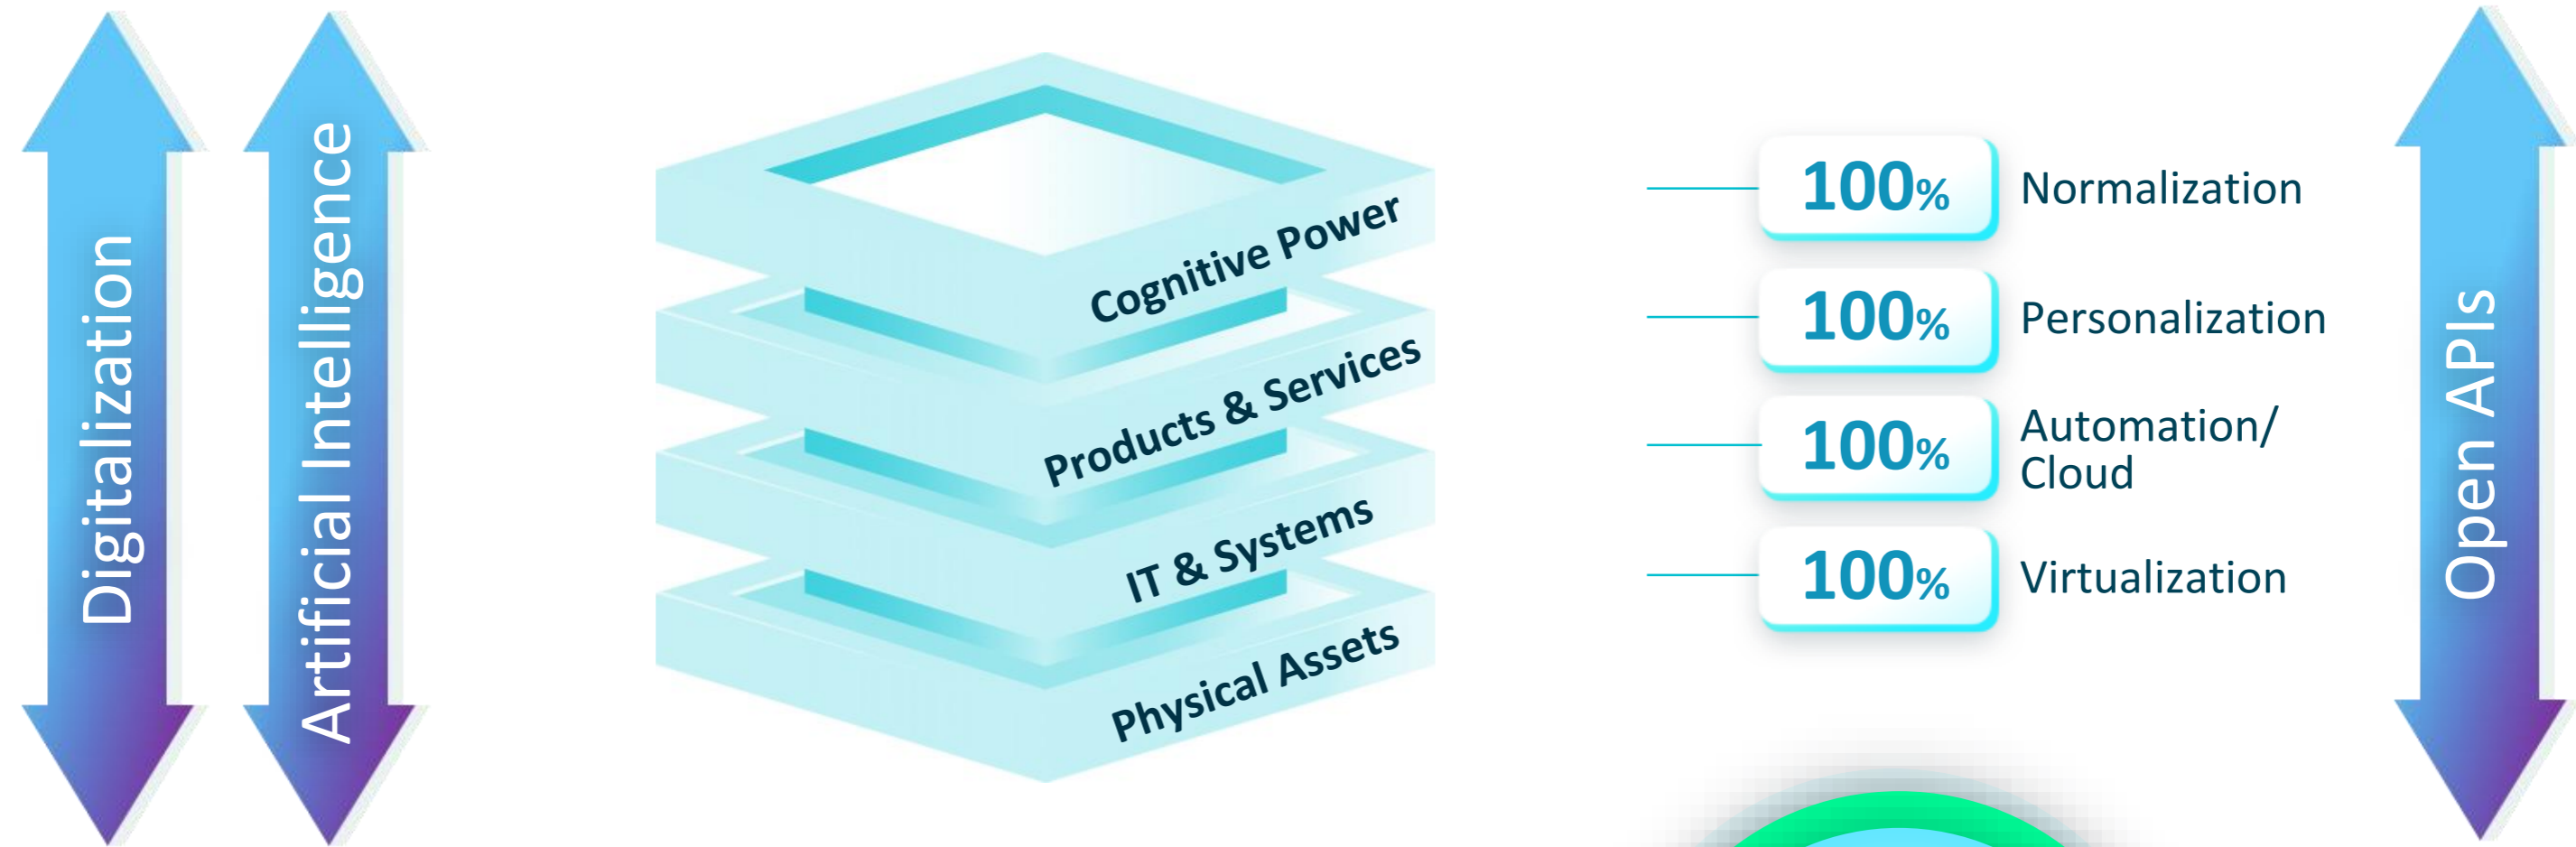 Digitalization
Artificial Intelligence
Cognitive Power
Products & Services
IT & Systems
Physical Assets
100% Normalization
100% Personalization
100% Automation/
Cloud
100% Virtualization
Open APIs